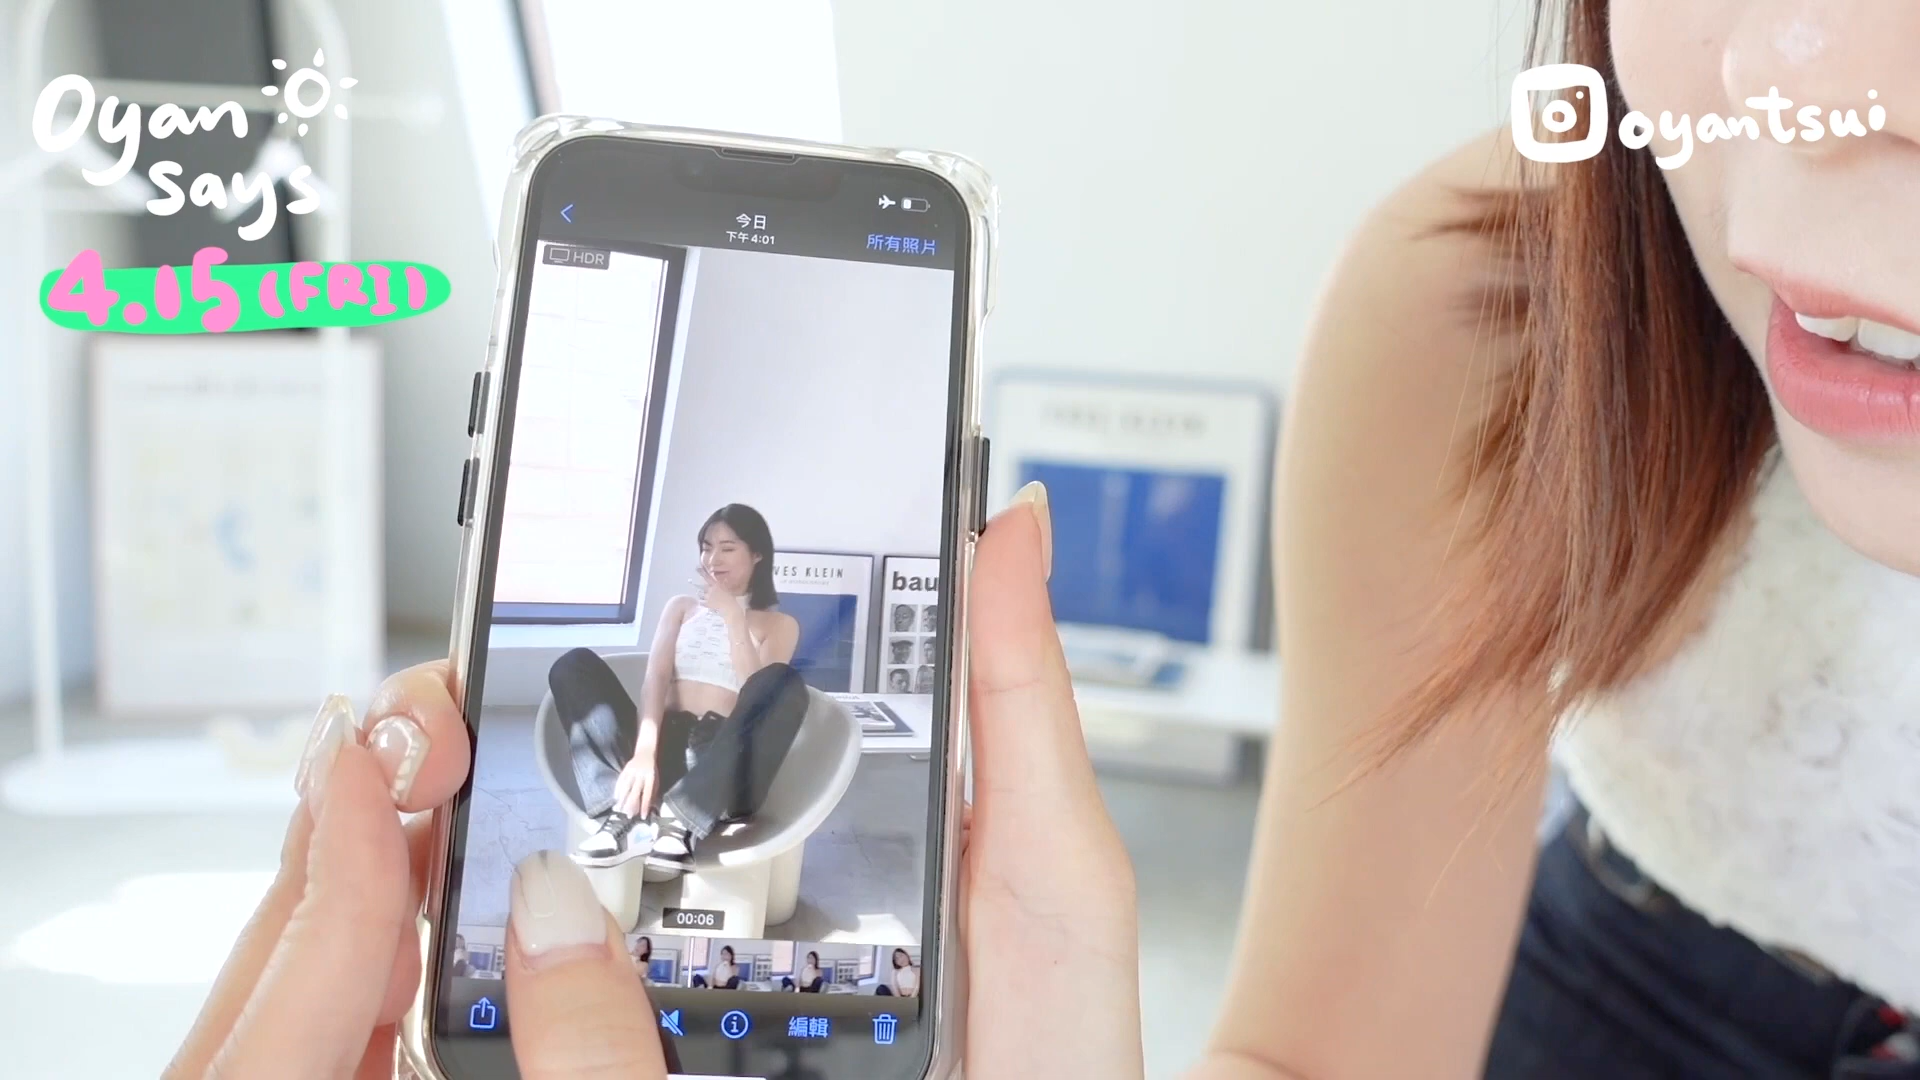 Oyan
says
4.15 (FRI)
oyantsui
今日
下午4:01
所有照片
HDR
VES KLEIN
bau
00:06
編輯